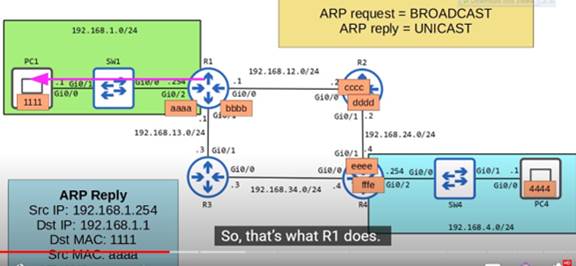 ARP request = BROADCAST
ARP reply = UNICAST
192.168.1.0/24
PC1
SW1
R1
R2
.1 Gi0/1
Gi0/0
Gi0/0
.254
Gi0/2
1111
aaaa
bbbb
.1
192.168.12.0/24
.2
Gi0/0
Gi0/0
cccc
dddd
.1
Gi0/1
.2
192.168.13.0/24
192.168.24.0/24
.3
Gi0/1
Gi0/1
.4
eeee
fffe
Gi0/0
Gi0/0
.3
192.168.34.0/24
.4
R3
R4
.254
Gi0/0
Gi0/1
.1
Gi0/2
Gi0/0
4444
SW4
PC4
192.168.4.0/24
ARP Reply
Src IP: 192.168.1.254
Dst IP: 192.168.1.1
Dst MAC: 1111
Src MAC: aaaa
So, that's what R1 does.